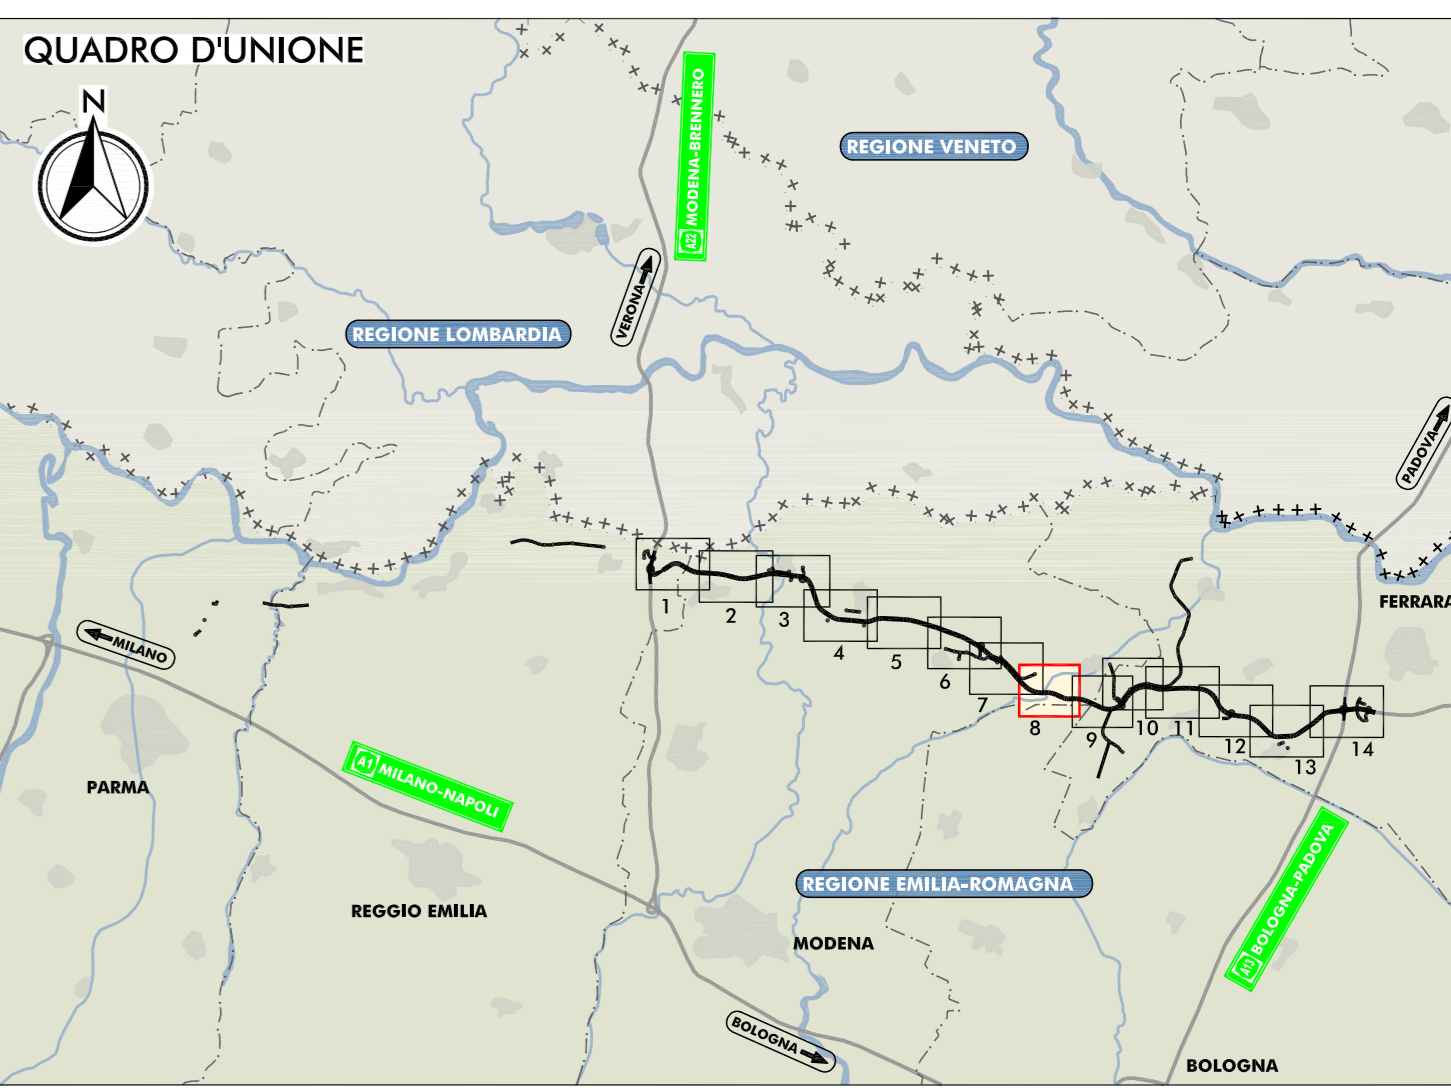 QUADRO D'UNIONE
N
A22 MODENA-BRENNERO
REGIONE VENETO
VERONA
REGIONE LOMBARDIA
PADOVA
FERRARA
1
2
3
4
5
6
7
8
9
10
11
12
13
14
MILANO
PARMA
A1 MILANO-NAPOLI
REGIONE EMILIA-ROMAGNA
REGGIO EMILIA
MODENA
A13 BOLOGNA-PADOVA
BOLOGNA
BOLOGNA